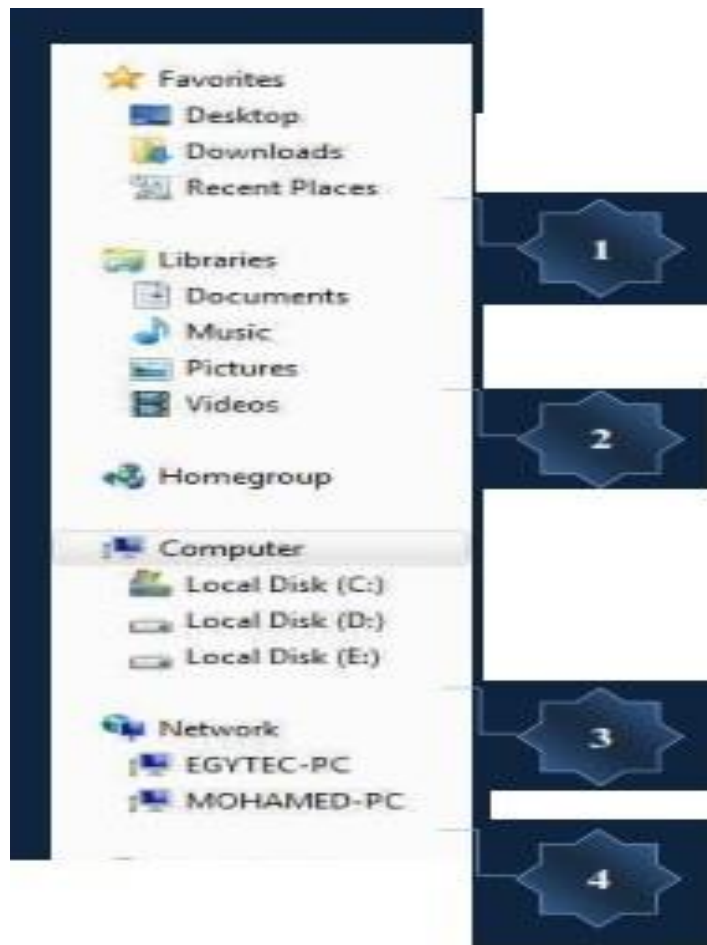 Favorites
Desktop
Downloads
Recent Places
1
Libraries
Documents
Music
Pictures
Videos
2
Homegroup
Computer
Local Disk (C:)
Local Disk (D:)
Local Disk (E:)
3
Network
EGYTEC-PC
MOHAMED-PC
4